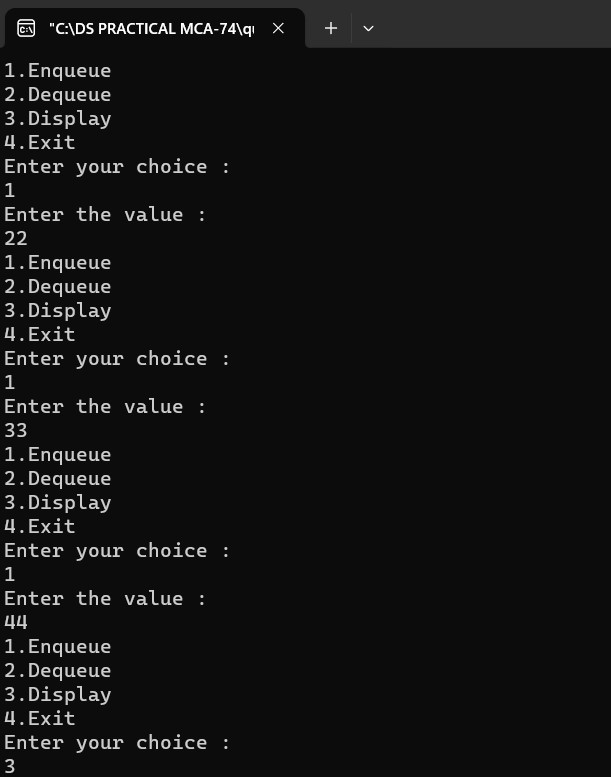 "C:\DS PRACTICAL MCA-74\qu
1.Enqueue
2.Dequeue
3.Display
4.Exit
Enter your choice :
1
Enter the value :
22
1.Enqueue
2.Dequeue
3.Display
4.Exit
Enter your choice :
1
Enter the value :
33
1.Enqueue
2.Dequeue
3.Display
4.Exit
Enter your choice :
1
Enter the value :
44
1.Enqueue
2.Dequeue
3.Display
4.Exit
Enter your choice :
3